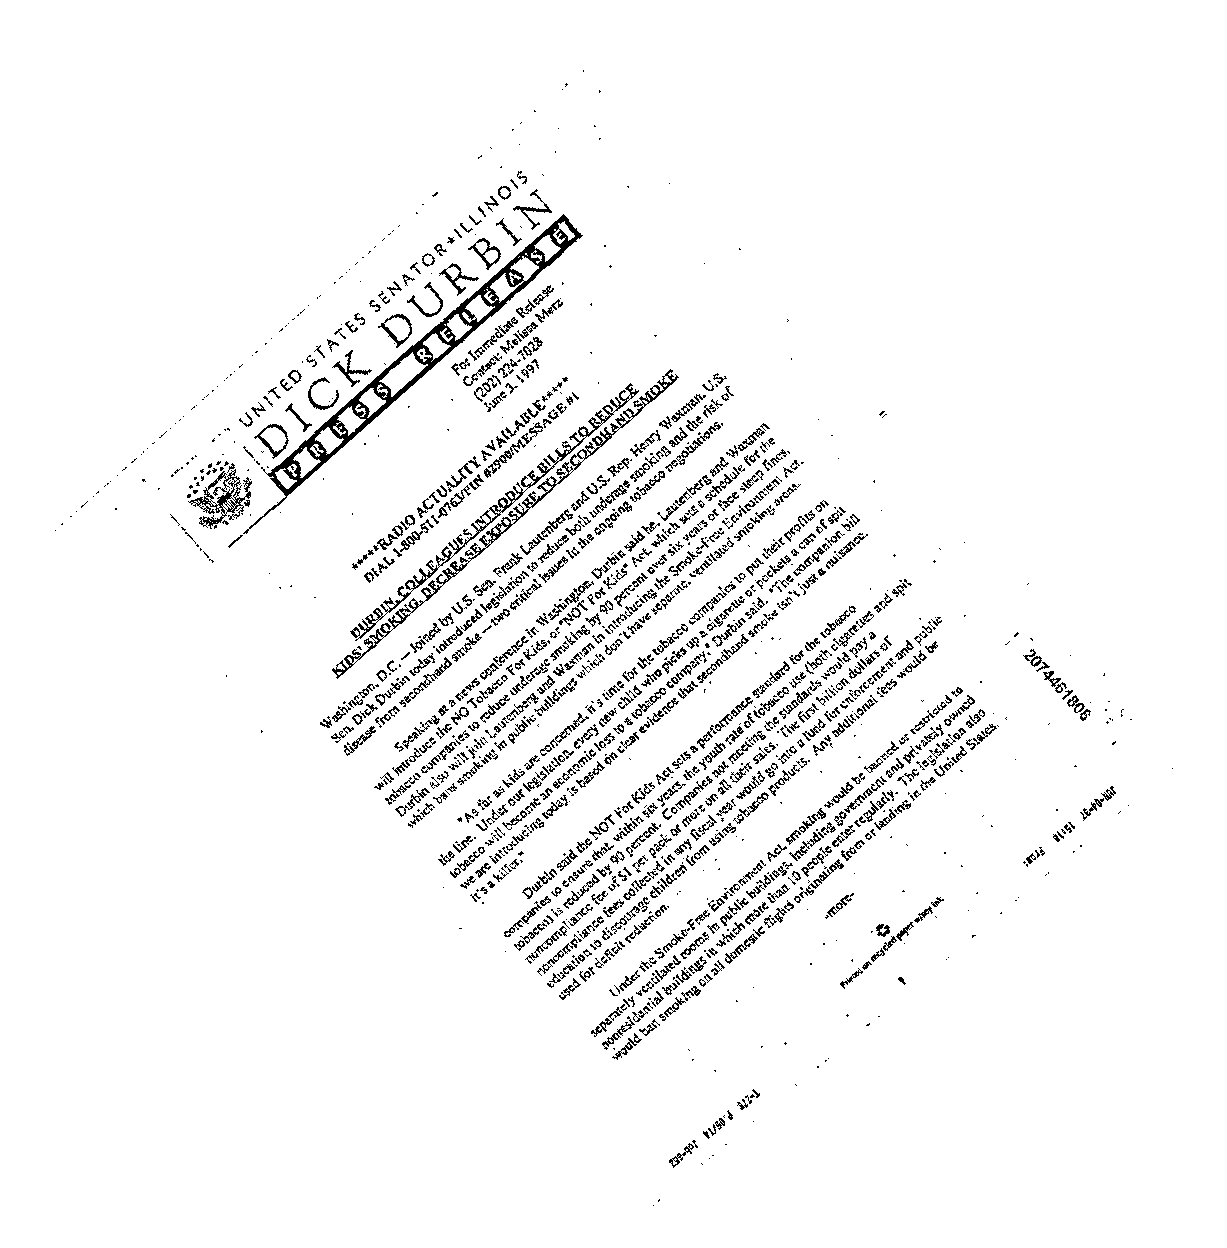 UNITED STATES SENATOR★ILLINOIS
DICK DURBIN
PRESS RELEASE
For Immediate Release
Contact: Melissa Merz
(202) 224-7028
June 3, 1997
*****RADIO ACTUALITY AVAILABLE*****
DIAL 1-800-511-0763/PIN #2500/MESSAGE #1
DURBIN, COLLEAGUES INTRODUCE BILLS TO REDUCE
KIDS' SMOKING, DECREASE EXPOSURE TO SECONDHAND SMOKE
Washington, D.C. — Joined by U.S. Sen. Frank Lautenberg and U.S. Rep. Henry Waxman, U.S.
Sen. Dick Durbin today introduced legislation to reduce both underage smoking and the risk of
disease from secondhand smoke — two critical issues in the ongoing tobacco negotiations.
Speaking at a news conference in Washington, Durbin said he, Lautenberg and Waxman
will introduce the NO Tobacco For Kids, or "NOT For Kids" Act, which sets a schedule for the
tobacco companies to reduce underage smoking by 90 percent over six years or face steep fines.
Durbin also will join Lautenberg and Waxman in introducing the Smoke-Free Environment Act,
which bans smoking in public buildings which don't have separate, ventilated smoking areas.
"As far as kids are concerned, it's time for the tobacco companies to put their profits on
the line. Under our legislation, every new child who picks up a cigarette or pockets a can of spit
tobacco will become an economic loss to a tobacco company," Durbin said. "The companion bill
we are introducing today is based on clear evidence that secondhand smoke isn't just a nuisance,
it's a killer."
Durbin said the NOT For Kids Act sets a performance standard for the tobacco
companies to ensure that, within six years, the youth rate of tobacco use (both cigarettes and spit
tobacco) is reduced by 90 percent. Companies not meeting the standards would pay a
noncompliance fee of $1 per pack or more on all their sales. The first billion dollars of
noncompliance fees collected in any fiscal year would go into a fund for enforcement and public
education to discourage children from using tobacco products. Any additional fees would be
used for deficit reduction.
Under the Smoke-Free Environment Act, smoking would be banned or restricted to
separately ventilated rooms in public buildings, including government and privately owned
nonresidential buildings in which more than 10 people enter regularly. The legislation also
would ban smoking on all domestic flights originating from or landing in the United States.
-more-
Printed on recycled paper w/soy ink
2074461806
From-